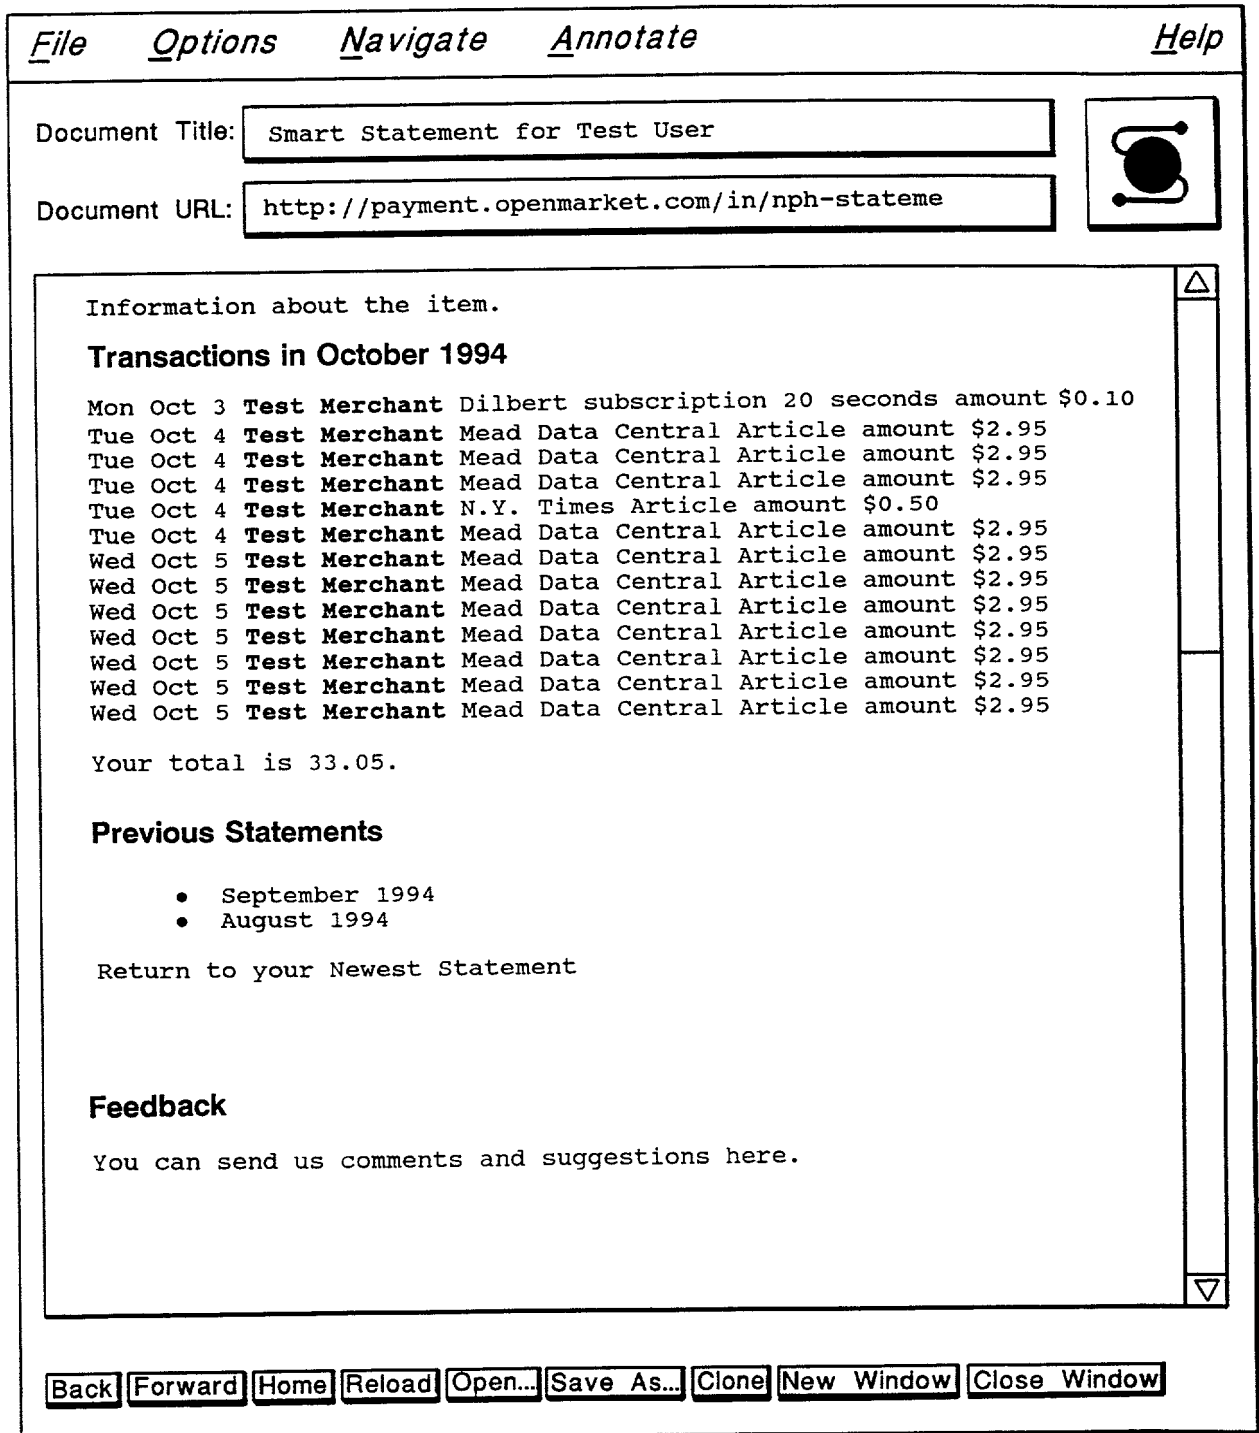 File Options Navigate Annotate Help
Document Title: Smart Statement for Test User
Document URL: http://payment.openmarket.com/in/nph-stateme
Information about the item.
Transactions in October 1994
Mon Oct 3 Test Merchant Dilbert subscription 20 seconds amount $0.10
Tue Oct 4 Test Merchant Mead Data Central Article amount $2.95
Tue Oct 4 Test Merchant Mead Data Central Article amount $2.95
Tue Oct 4 Test Merchant Mead Data Central Article amount $2.95
Tue Oct 4 Test Merchant N.Y. Times Article amount $0.50
Tue Oct 4 Test Merchant Mead Data Central Article amount $2.95
Wed Oct 5 Test Merchant Mead Data Central Article amount $2.95
Wed Oct 5 Test Merchant Mead Data Central Article amount $2.95
Wed Oct 5 Test Merchant Mead Data Central Article amount $2.95
Wed Oct 5 Test Merchant Mead Data Central Article amount $2.95
Wed Oct 5 Test Merchant Mead Data Central Article amount $2.95
Wed Oct 5 Test Merchant Mead Data Central Article amount $2.95
Wed Oct 5 Test Merchant Mead Data Central Article amount $2.95
Your total is 33.05.
Previous Statements
● September 1994
● August 1994
Return to your Newest Statement
Feedback
You can send us comments and suggestions here.
Back Forward Home Reload Open... Save As... Clone New Window Close Window